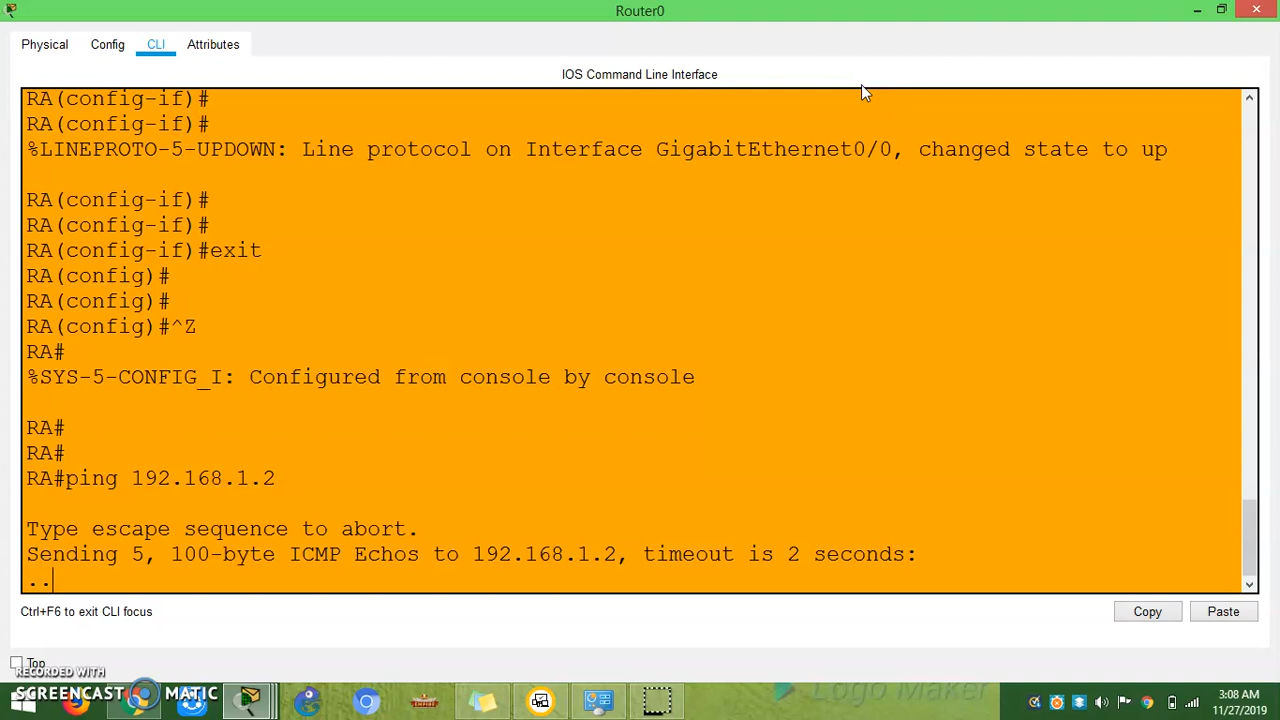 Router0
Physical Config CLI Attributes
IOS Command Line Interface
RA(config-if)#
RA(config-if)#
%LINEPROTO-5-UPDOWN: Line protocol on Interface GigabitEthernet0/0, changed state to up
RA(config-if)#
RA(config-if)#
RA(config-if)#exit
RA(config)#
RA(config)#
RA(config)#^Z
RA#
%SYS-5-CONFIG_I: Configured from console by console
RA#
RA#
RA#ping 192.168.1.2
Type escape sequence to abort.
Sending 5, 100-byte ICMP Echos to 192.168.1.2, timeout is 2 seconds:
..
Ctrl+F6 to exit CLI focus
Copy Paste
Top
RECORDED WITH
SCREENCAST MATIC
Logo Maker
3:08 AM
11/27/2019